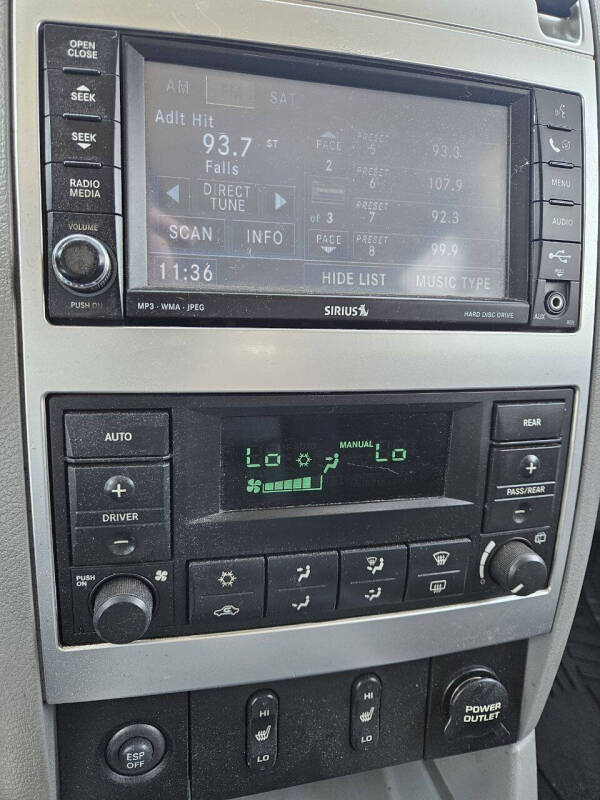 OPEN
CLOSE
SEEK
SEEK
RADIO
MEDIA
VOLUME
PUSH ON
AM FM SAT
Adlt Hit
93.7 ST
Falls
DIRECT
TUNE
SCAN INFO
11:36
PAGE
2
of 3
PAGE
PRESET
5 93.3
PRESET
6 107.9
PRESET
7 92.3
PRESET
8 99.9
HIDE LIST MUSIC TYPE
MENU
AUDIO
PULL
AUX
MP3 · WMA · JPEG
SIRIUS
HARD DISC DRIVE
AUTO
DRIVER
PUSH
ON
Lo MANUAL Lo
REAR
PASS/REAR
ESP
OFF
HI
LO
HI
LO
POWER
OUTLET